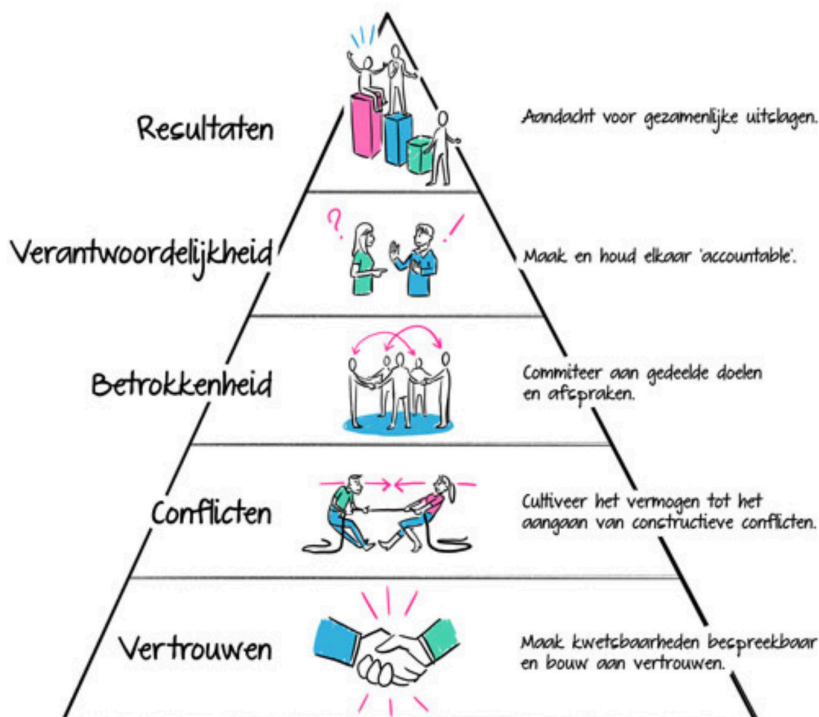 Resultaten
Aandacht voor gezamenlijke uitslagen.
?
!
Verantwoordelijkheid
Maak en houd elkaar 'accountable'.
Betrokkenheid
Commiteer aan gedeelde doelen
en afspraken.
Conflicten
Cultiveer het vermogen tot het
aangaan van constructieve conflicten.
Vertrouwen
Maak kwetsbaarheden bespreekbaar
en bouw aan vertrouwen.